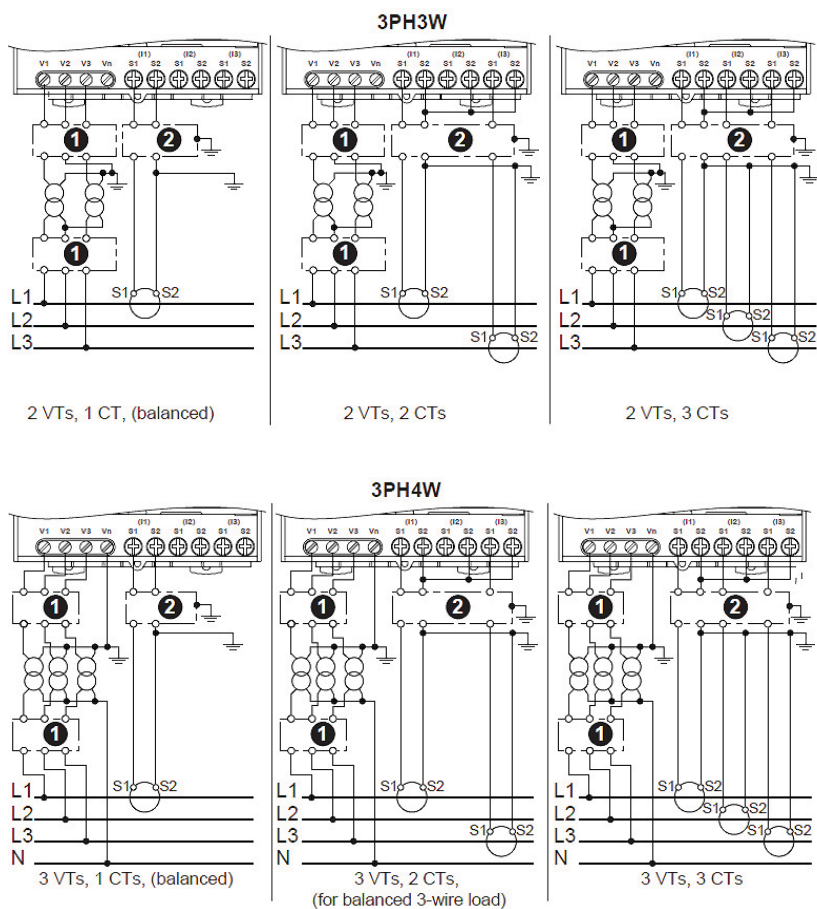 3PH3W
(I1) (I2) (I3) (I1) (I2) (I3) (I1) (I2) (I3)
V1 V2 V3 Vn S1 S2 S1 S2 S1 S2 V1 V2 V3 Vn S1 S2 S1 S2 S1 S2 V1 V2 V3 Vn S1 S2 S1 S2 S1 S2
1 2 1 2 1 2
1 1 1
L1 S1 S2 L1 S1 S2 L1 S1 S2
L2 L2 L2 S1 S2
L3 L3 S1 S2 L3 S1 S2
2 VTs, 1 CT, (balanced) 2 VTs, 2 CTs 2 VTs, 3 CTs
3PH4W
(I1) (I2) (I3) (I1) (I2) (I3) (I1) (I2) (I3)
V1 V2 V3 Vn S1 S2 S1 S2 S1 S2 V1 V2 V3 Vn S1 S2 S1 S2 S1 S2 V1 V2 V3 Vn S1 S2 S1 S2 S1 S2
1 2 1 2 1 2
1 1 1
L1 S1 S2 L1 S1 S2 L1 S1 S2
L2 L2 L2 S1 S2
L3 L3 S1 S2 L3 S1 S2
N N N
3 VTs, 1 CTs, (balanced) 3 VTs, 2 CTs, 3 VTs, 3 CTs
(for balanced 3-wire load)